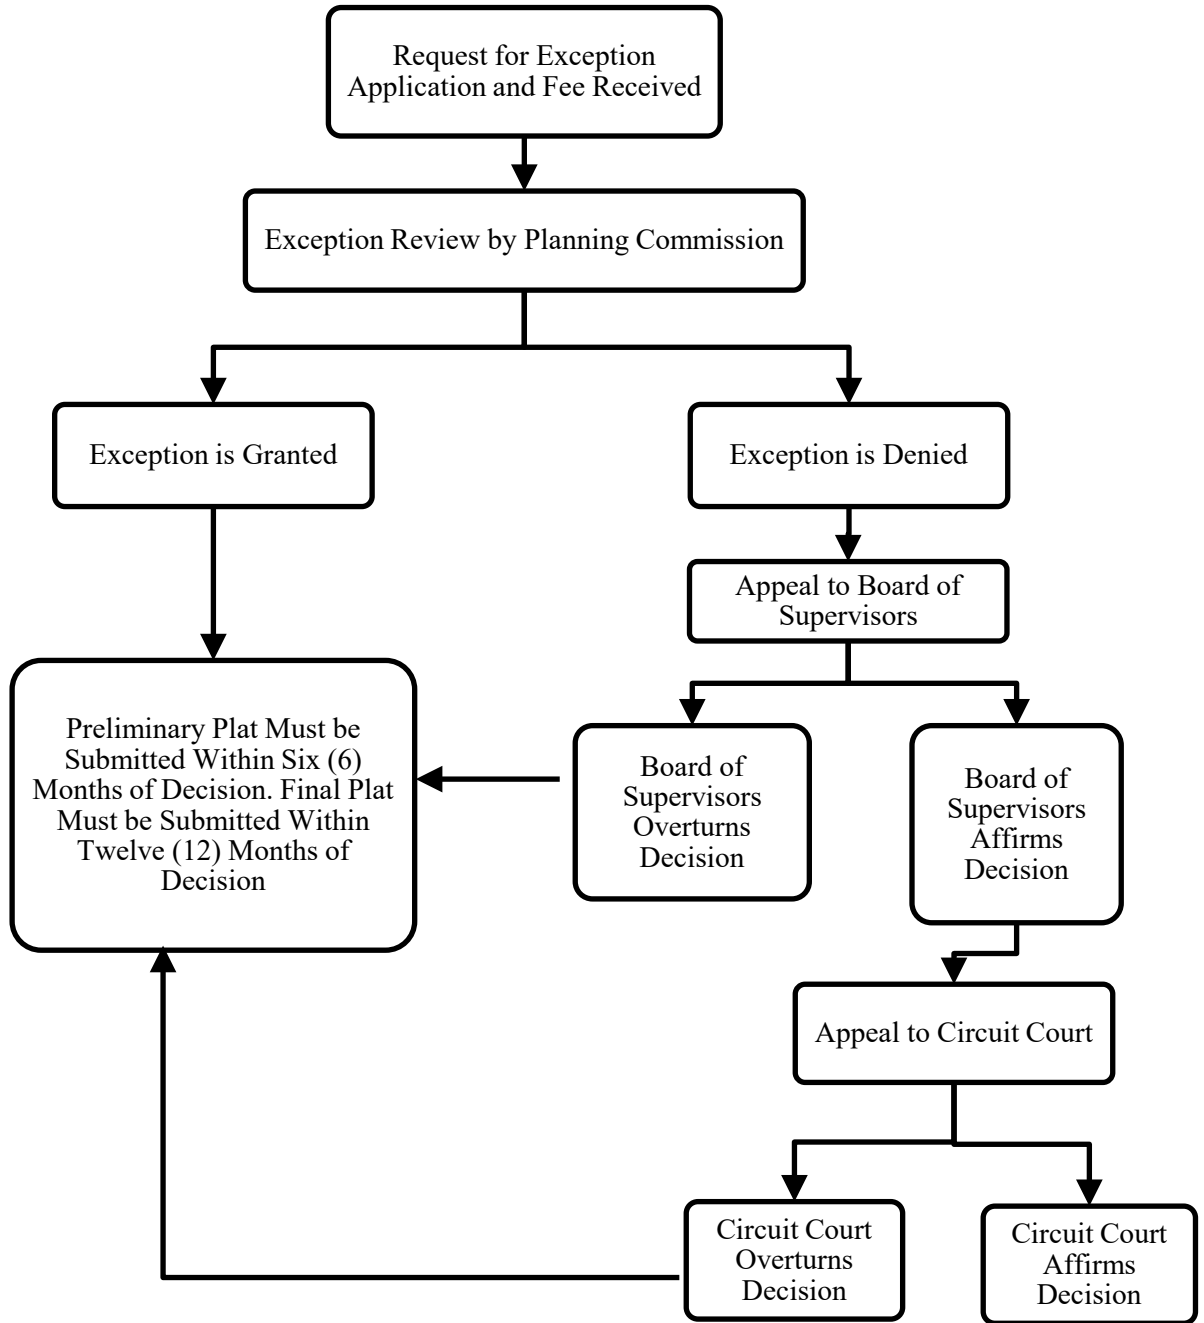 Request for Exception
Application and Fee Received
Exception Review by Planning Commission
Exception is Granted
Exception is Denied
Appeal to Board of
Supervisors
Preliminary Plat Must be
Submitted Within Six (6)
Months of Decision. Final Plat
Must be Submitted Within
Twelve (12) Months of
Decision
Board of
Supervisors
Overturns
Decision
Board of
Supervisors
Affirms
Decision
Appeal to Circuit Court
Circuit Court
Overturns
Decision
Circuit Court
Affirms
Decision